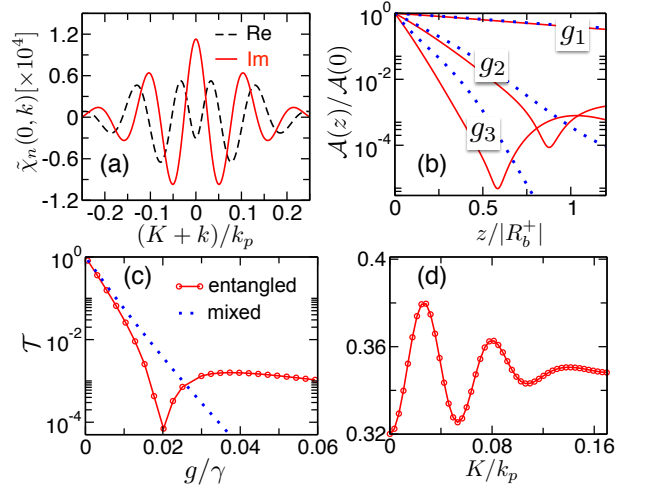 1.2
0.6
0
-0.6
-1.2
χ̃ₙ(0, k)[×10⁴]
Re
Im
(a)
-0.2 -0.1 0 0.1 0.2
(K + k)/kₚ
10⁰
10⁻²
10⁻⁴
𝒜(z)/𝒜(0)
g₁
g₂
g₃
(b)
0 0.5 1
z/|R_b⁺|
10⁰
10⁻²
10⁻⁴
𝒯
(c)
entangled
mixed
0 0.02 0.04 0.06
g/γ
0.4
0.36
0.32
(d)
0 0.08 0.16
K/kₚ